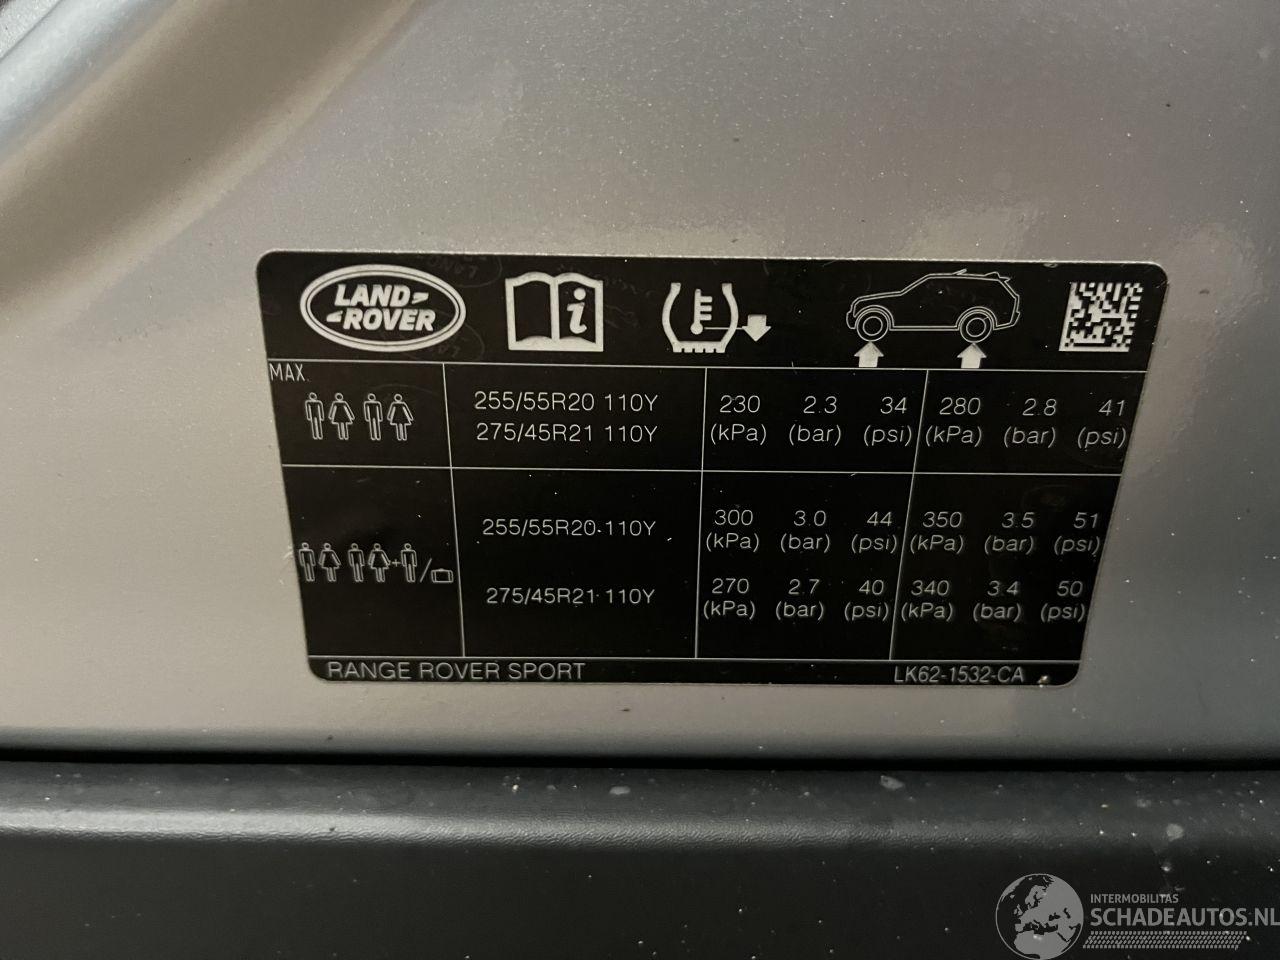 LAND-
-ROVER
i
MAX.
255/55R20 110Y 230 2.3 34 280 2.8 41
275/45R21 110Y (kPa) (bar) (psi) (kPa) (bar) (psi)
255/55R20 110Y 300 3.0 44 350 3.5 51
(kPa) (bar) (psi) (kPa) (bar) (psi)
275/45R21 110Y 270 2.7 40 340 3.4 50
(kPa) (bar) (psi) (kPa) (bar) (psi)
RANGE ROVER SPORT LK62-1532-CA
INTERMOBILITAS
SCHADEAUTOS.NL